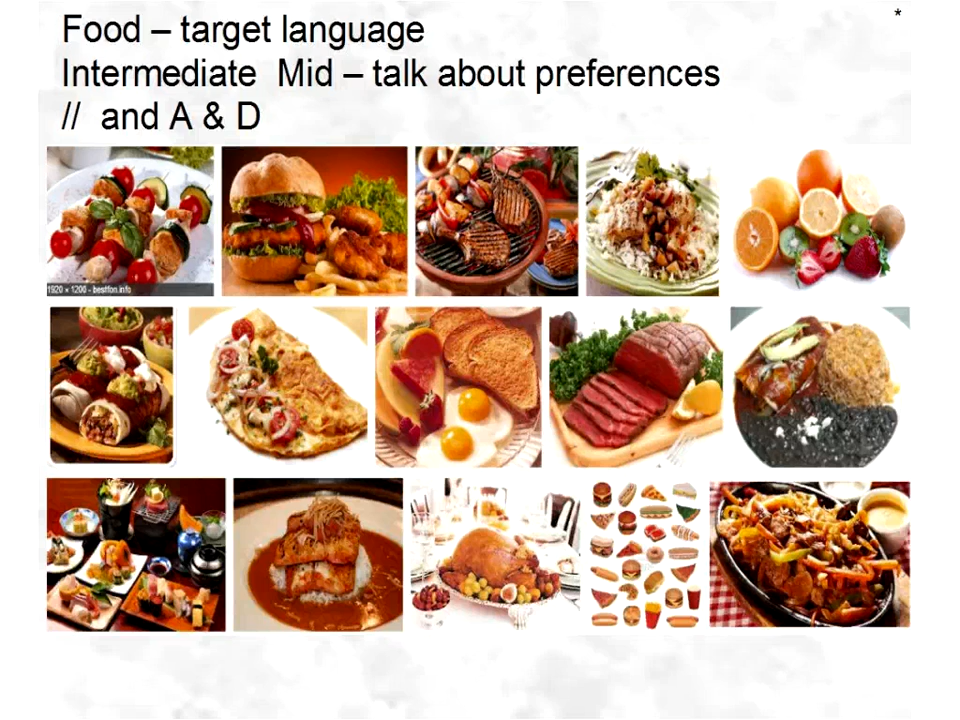 *
Food – target language
Intermediate  Mid – talk about preferences
//  and A & D
1920 × 1200 - bestfon.info